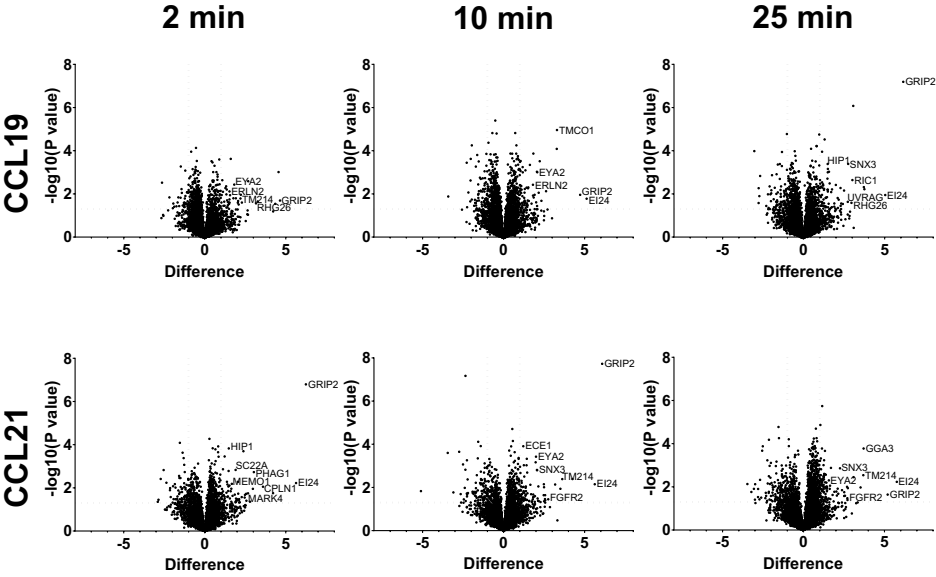 2 min
10 min
25 min
CCL19
-log10(P value)
8
6
4
2
0
-5
0
5
Difference
EYA2
ERLN2
TM214
GRIP2
RHG26
-log10(P value)
8
6
4
2
0
-5
0
5
Difference
TMCO1
EYA2
ERLN2
GRIP2
EI24
-log10(P value)
8
6
4
2
0
-5
0
5
Difference
GRIP2
HIP1
SNX3
RIC1
UVRAG
EI24
RHG26
CCL21
-log10(P value)
8
6
4
2
0
-5
0
5
Difference
GRIP2
HIP1
SC22A
PHAG1
MEMO1
EI24
CPLN1
MARK4
-log10(P value)
8
6
4
2
0
-5
0
5
Difference
GRIP2
ECE1
EYA2
SNX3
TM214
EI24
FGFR2
-log10(P value)
8
6
4
2
0
-5
0
5
Difference
GGA3
SNX3
TM214
EYA2
EI24
FGFR2
GRIP2